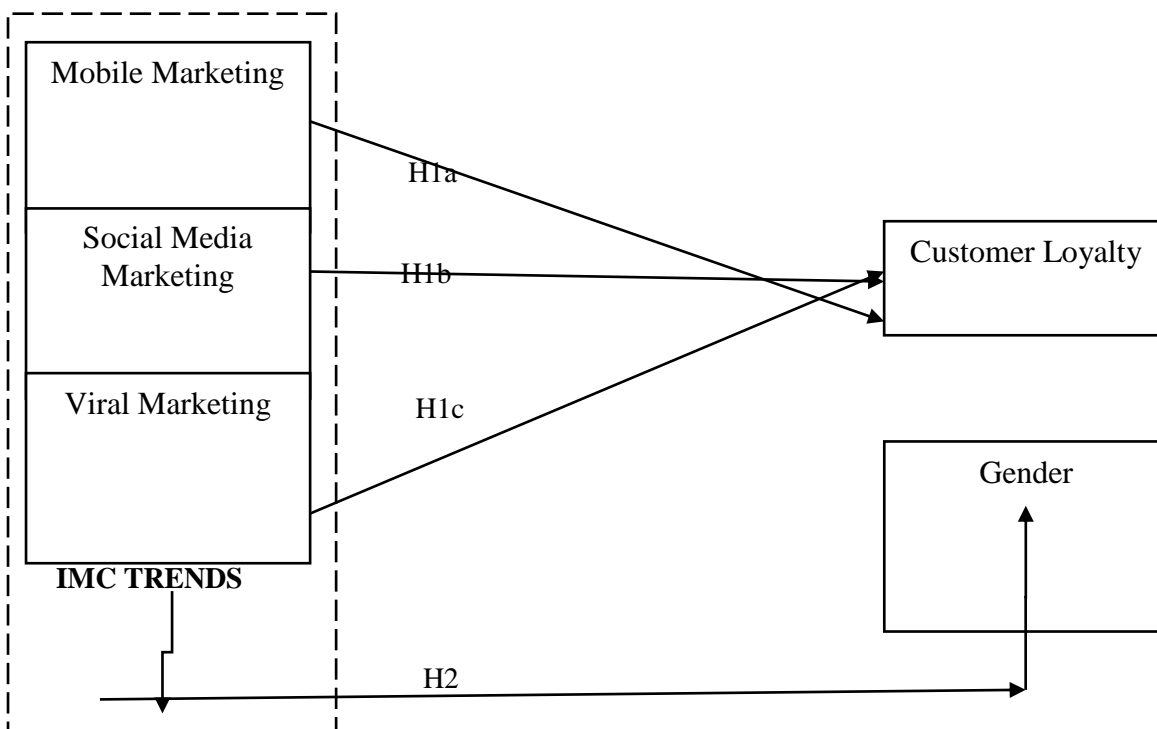 Mobile Marketing
H1a
Social Media
Marketing
H1b
Customer Loyalty
Viral Marketing
H1c
Gender
IMC TRENDS
H2